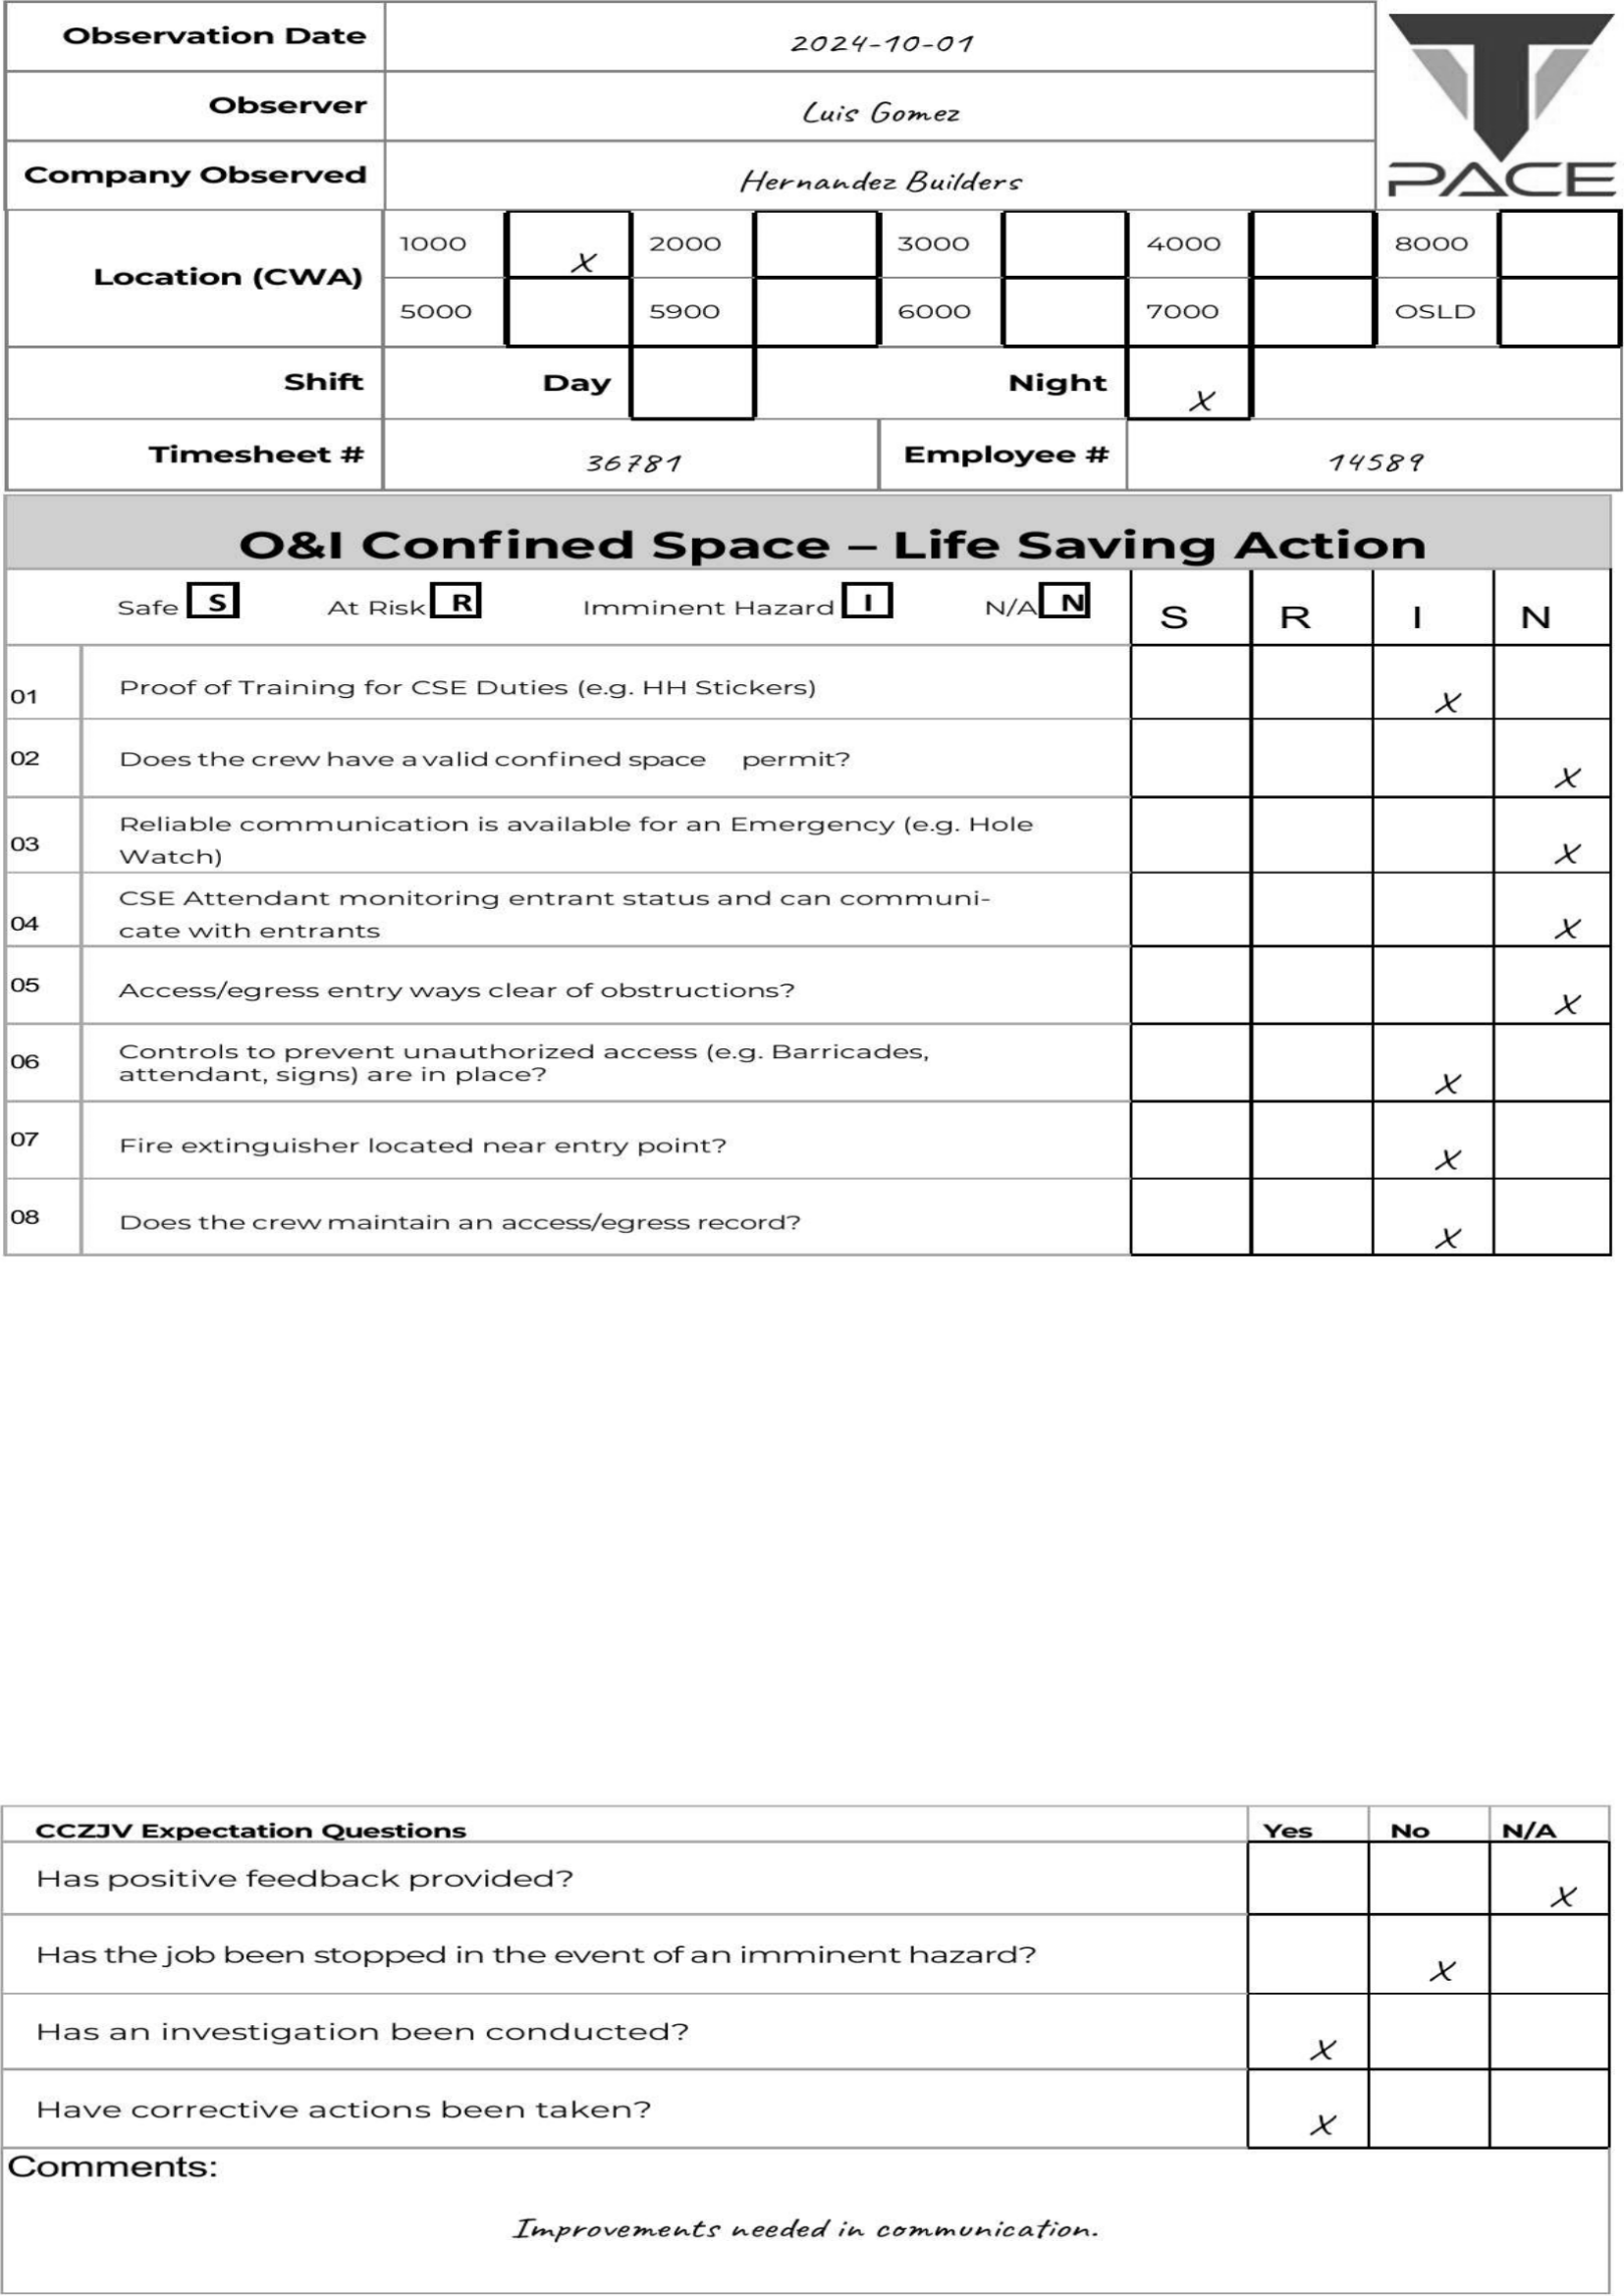 Observation Date 2024-10-01
Observer Luis Gomez
Company Observed Hernandez Builders
PACE
Location (CWA) 1000 X 2000 3000 4000 8000
5000 5900 6000 7000 OSLD
Shift Day Night X
Timesheet # 36781 Employee # 14589
O&I Confined Space – Life Saving Action
Safe S At Risk R Imminent Hazard I N/A N S R I N
01 Proof of Training for CSE Duties (e.g. HH Stickers) X
02 Does the crew have a valid confined space permit? X
03 Reliable communication is available for an Emergency (e.g. Hole
Watch) X
04 CSE Attendant monitoring entrant status and can communi-
cate with entrants X
05 Access/egress entry ways clear of obstructions? X
06 Controls to prevent unauthorized access (e.g. Barricades,
attendant, signs) are in place? X
07 Fire extinguisher located near entry point? X
08 Does the crew maintain an access/egress record? X
CCZJV Expectation Questions Yes No N/A
Has positive feedback provided? X
Has the job been stopped in the event of an imminent hazard? X
Has an investigation been conducted? X
Have corrective actions been taken? X
Comments:
Improvements needed in communication.